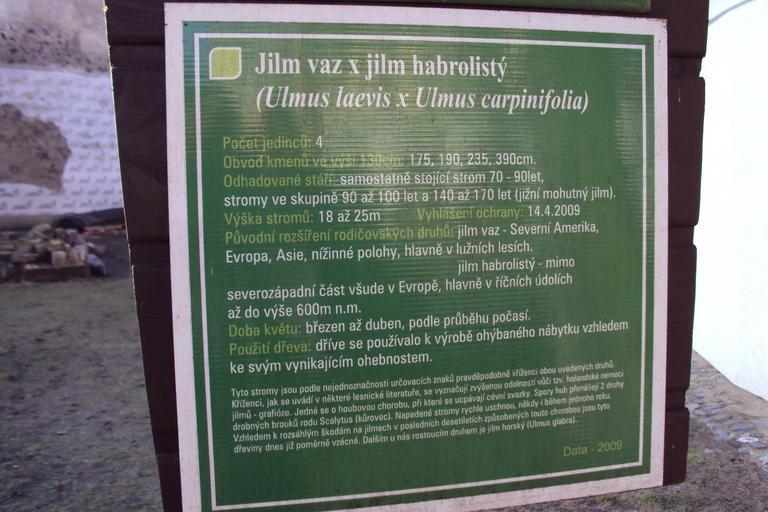 Jilm vaz x jilm habrolistý
(Ulmus laevis x Ulmus carpinifolia)
Počet jedinců: 4
Obvod kmenů ve výši 130cm: 175, 190, 235, 390cm.
Odhadované stáří: samostatně stojící strom 70 - 90let,
stromy ve skupině 90 až 100 let a 140 až 170 let (jižní mohutný jilm).
Výška stromů: 18 až 25m Vyhlášení ochrany: 14.4.2009
Původní rozšíření rodičovských druhů: jilm vaz - Severní Amerika,
Evropa, Asie, nížinné polohy, hlavně v lužních lesích.
jilm habrolistý - mimo
severozápadní část všude v Evropě, hlavně v říčních údolích
až do výše 600m n.m.
Doba květu: březen až duben, podle průběhu počasí.
Použití dřeva: dříve se používalo k výrobě ohýbaného nábytku vzhledem
ke svým vynikajícím ohebnostem.
Tyto stromy jsou podle nejednoznačnosti určovacích znaků pravděpodobně kříženci obou uvedených druhů.
Kříženci, jak se uvádí v některé lesnické literatuře, se vyznačují zvýšenou odolností vůči tzv. holandské nemoci
jilmů - grafióze. Jedná se o houbovou chorobu, při které se ucpávají cévní svazky. Spory hub přenášejí 2 druhy
drobných brouků rodu Scolytus (kůrovec). Napadené stromy rychle uschnou, někdy i během jednoho roku.
Vzhledem k rozsáhlým škodám na jilmech v posledních desetiletích způsobených touto chorobou jsou tyto
dřeviny dnes již poměrně vzácné. Dalším u nás rostoucím druhem je jilm horský (Ulmus glabra).
Data - 2009